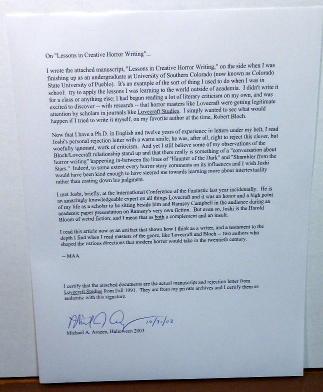 On "Lessons in Creative Horror Writing"...
I wrote the attached manuscript, "Lessons in Creative Horror Writing," on the side when I was
finishing up as an undergraduate at University of Southern Colorado (now known as Colorado
State University of Pueblo). It's an example of the sort of thing I used to do when I was in
school: try to apply the lessons I was learning to the world outside of academia. I didn't write it
for a class or anything else; I had begun reading a lot of literary criticism on my own, and was
excited to discover -- with research -- that horror masters like Lovecraft were getting legitimate
attention by scholars in journals like Lovecraft Studies. I simply wanted to see what would
happen if I tried to write it myself, on my favorite author at the time, Robert Bloch.
Now that I have a Ph.D. in English and twelve years of experience in letters under my belt, I read
Joshi's personal rejection letter with a warm smile; he was, after all, right to reject this clever, but
woefully ignorant, work of criticism. And yet I still see some of my observations of the
Bloch/Lovecraft relationship stand up and that there really is something of a "conversation about
horror writing" happening in-between the lines of "Haunter of the Dark" and "Shambler from the
Stars." Indeed, to some extent every horror story comments on its influences and I wish Joshi
would have been kind enough to have steered me towards learning more about intertextuality
rather than casting down his judgment.
I met Joshi, briefly, at the International Conference of the Fantastic last year incidentally. He is
an amazingly knowledgeable expert on all things Lovecraft and it was an honor and a high point
of my life as a scholar to be sitting beside him and Ramsey Campbell in the audience during an
academic paper presentation on Ramsey's very own fiction. But even so, Joshi is the Harold
Bloom of weird fiction; and I mean that as both a complement and an insult.
I read this article now as an artifact that shows how I think as a writer, and a testament to the
depth I find when I read masters of the genre, like Lovecraft and Bloch -- two authors who
shaped the various directions that modern horror would take in the twentieth century.
-- MAA
I certify that the attached documents are the actual manuscript and rejection letter from
Lovecraft Studies from Fall 1991. They are from my private archives and I certify them as
authentic with this signature.
10/31/03
Michael A. Arnzen, Halloween 2003